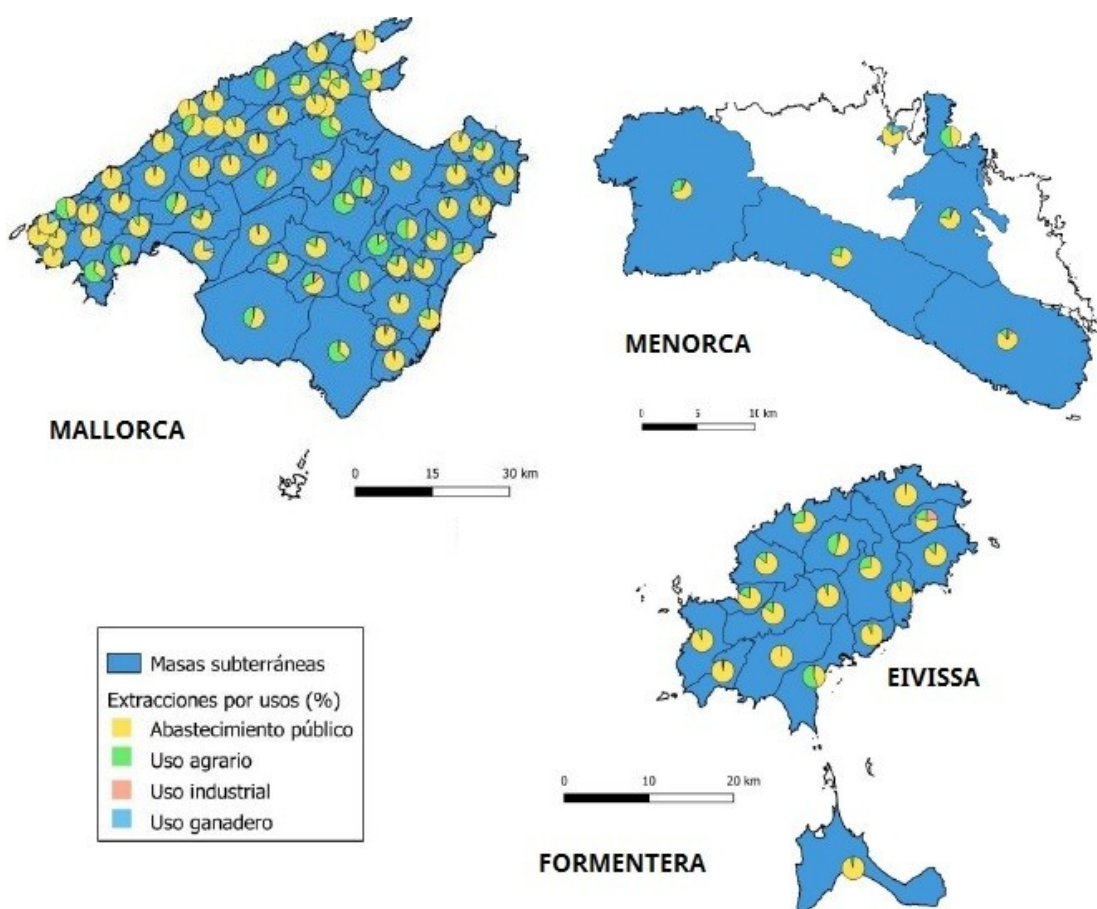 MALLORCA
0 15 30 km
MENORCA
0 5 10 km
EIVISSA
0 10 20 km
FORMENTERA
Masas subterráneas
Extracciones por usos (%)
Abastecimiento público
Uso agrario
Uso industrial
Uso ganadero